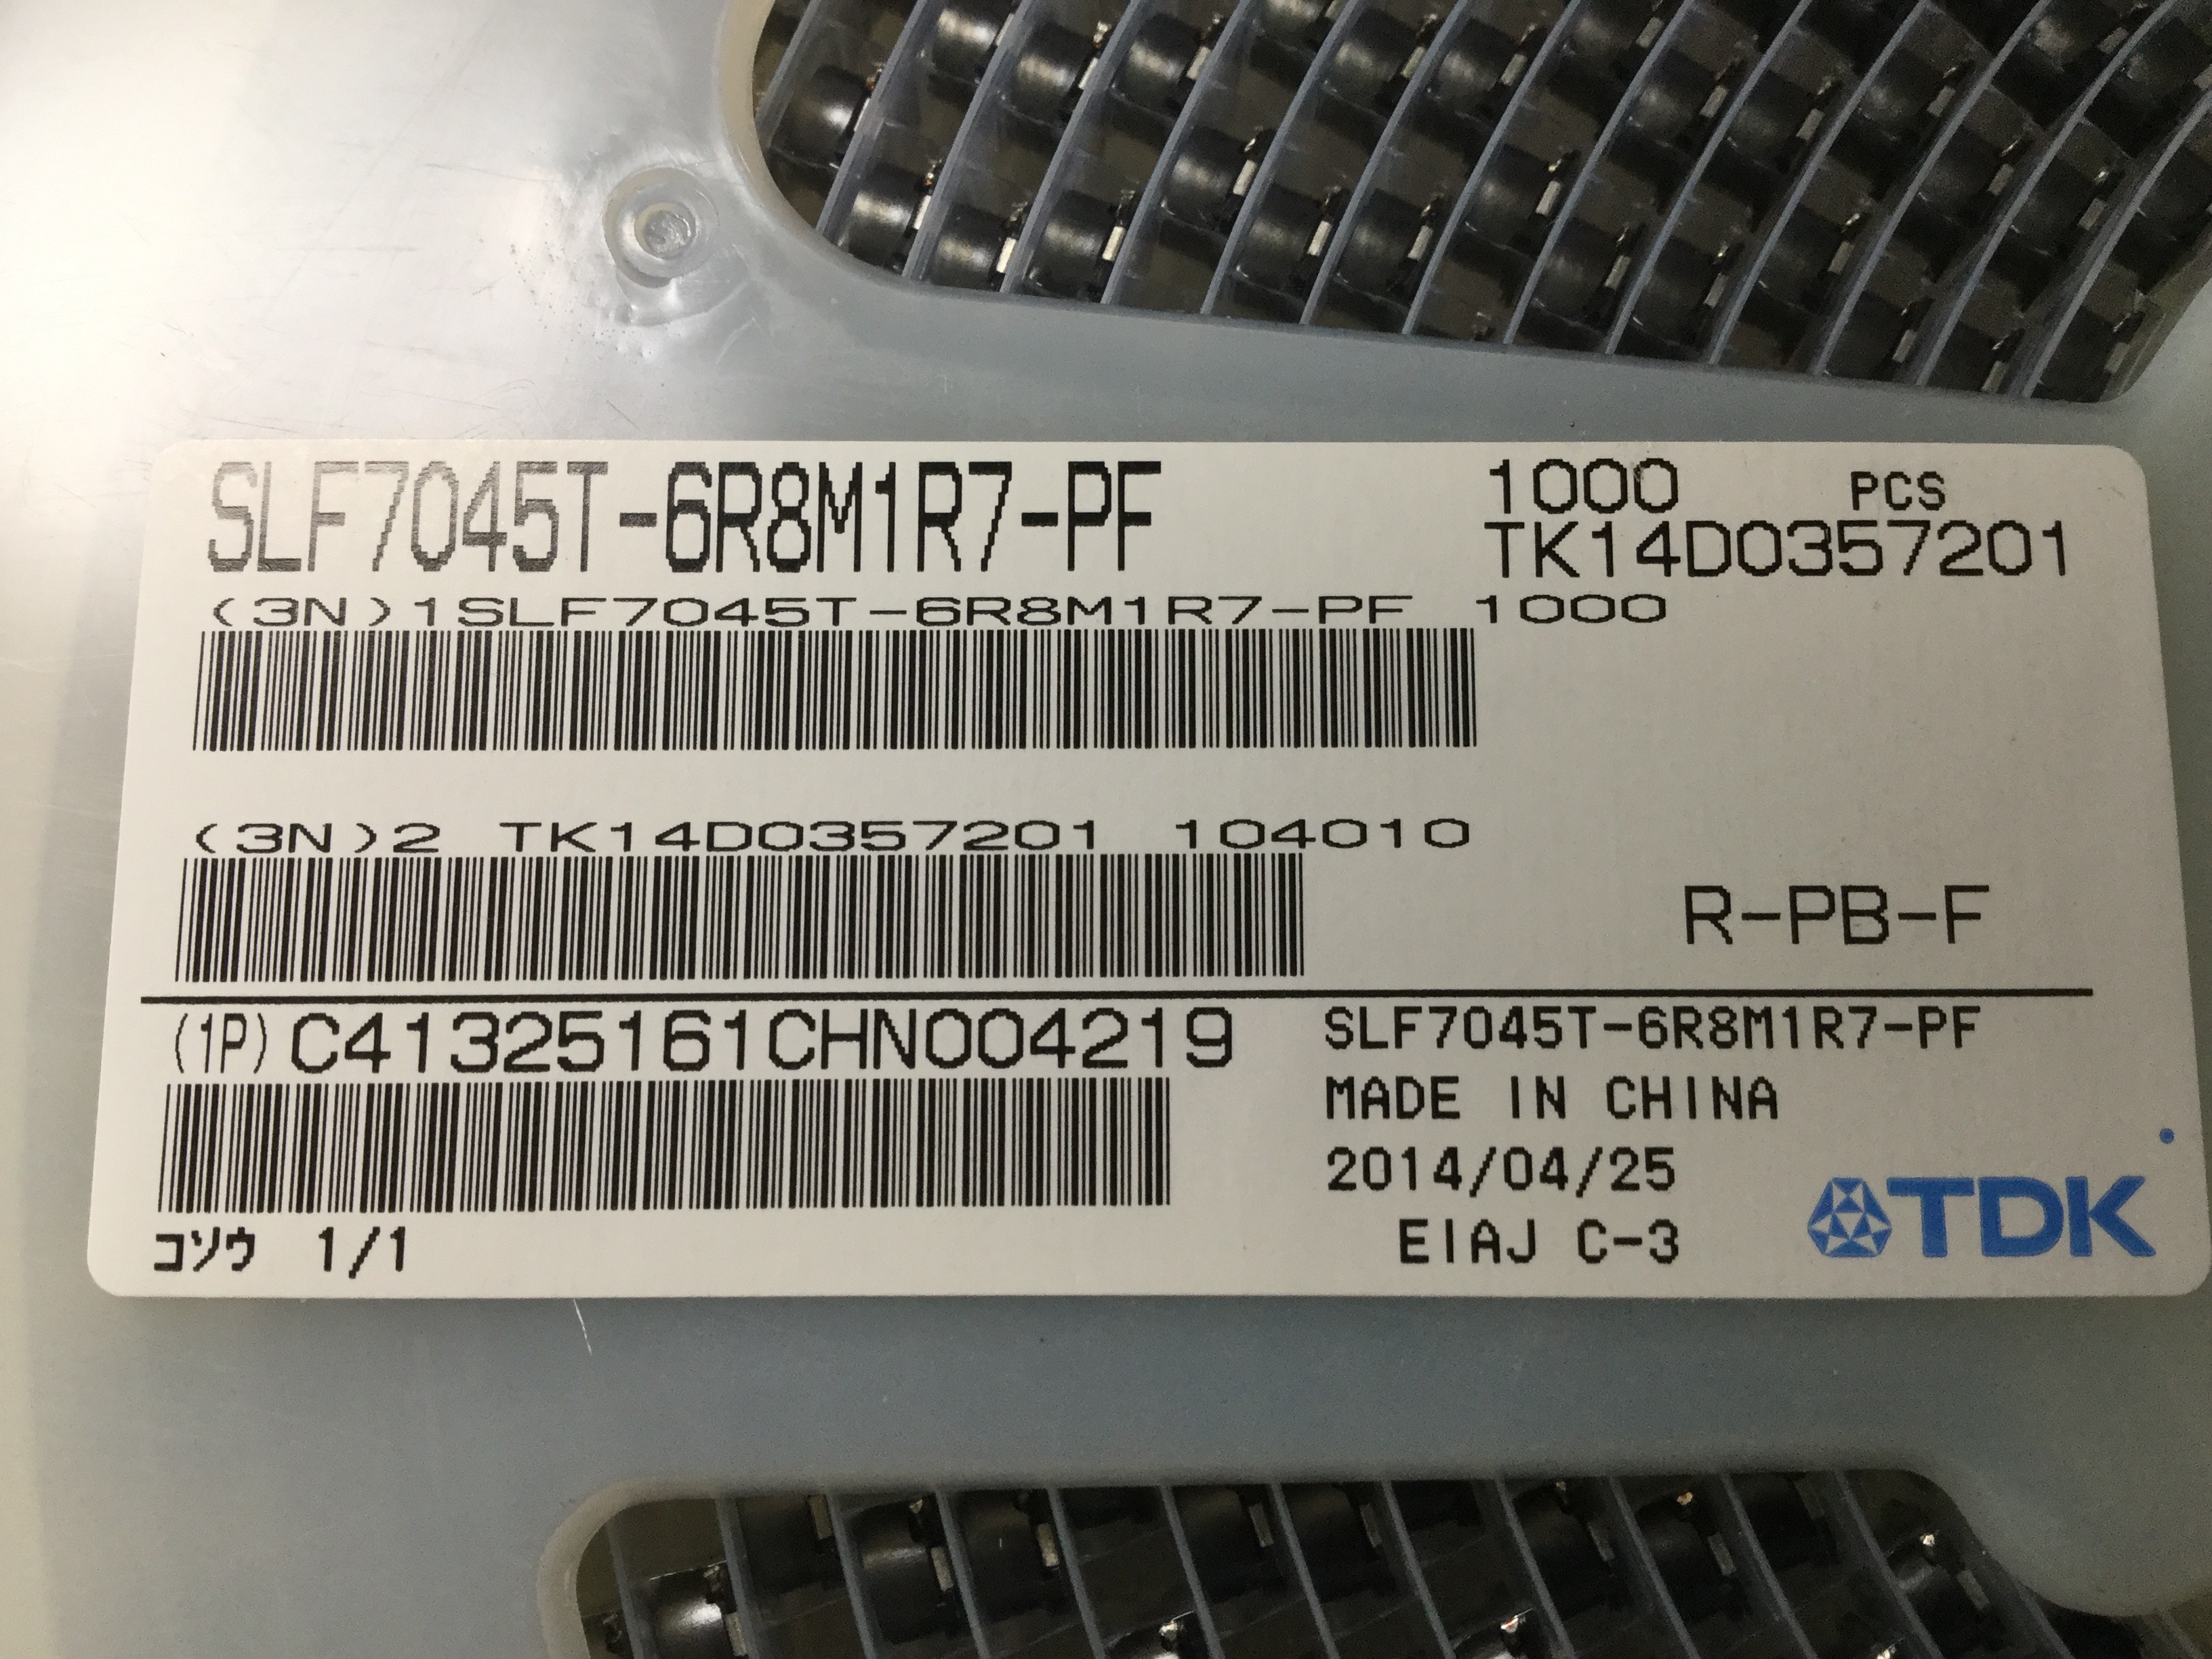 SLF7045T-6R8M1R7-PF
1000 PCS
TK14D0357201
(3N)1SLF7045T-6R8M1R7-PF 1000
(3N)2 TK14D0357201 104010
R-PB-F
(1P)C41325161CHN004219
SLF7045T-6R8M1R7-PF
MADE IN CHINA
2014/04/25
EIAJ C-3
TDK
コソウ 1/1